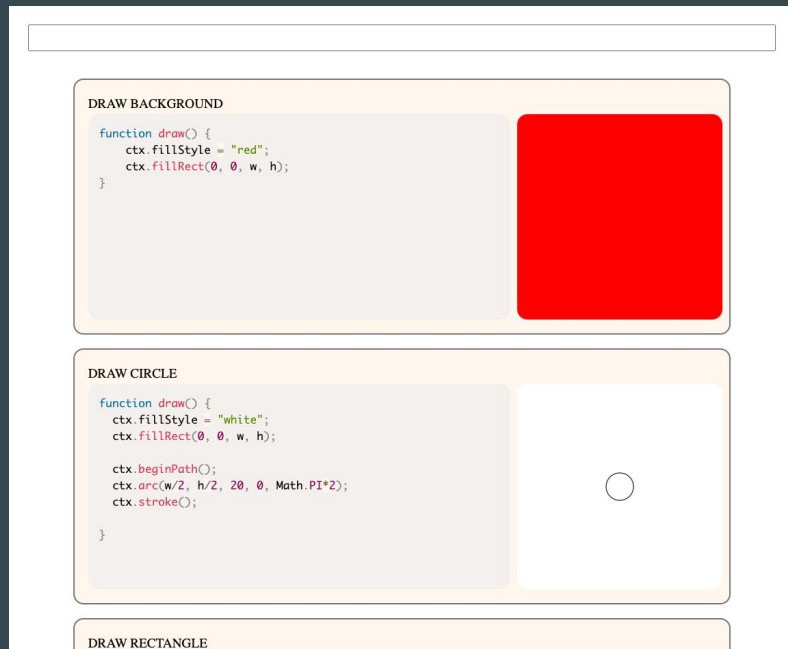 DRAW BACKGROUND
function draw() {
    ctx.fillStyle = "red";
    ctx.fillRect(0, 0, w, h);
}
DRAW CIRCLE
function draw() {
  ctx.fillStyle = "white";
  ctx.fillRect(0, 0, w, h);
  ctx.beginPath();
  ctx.arc(w/2, h/2, 20, 0, Math.PI*2);
  ctx.stroke();
}
DRAW RECTANGLE